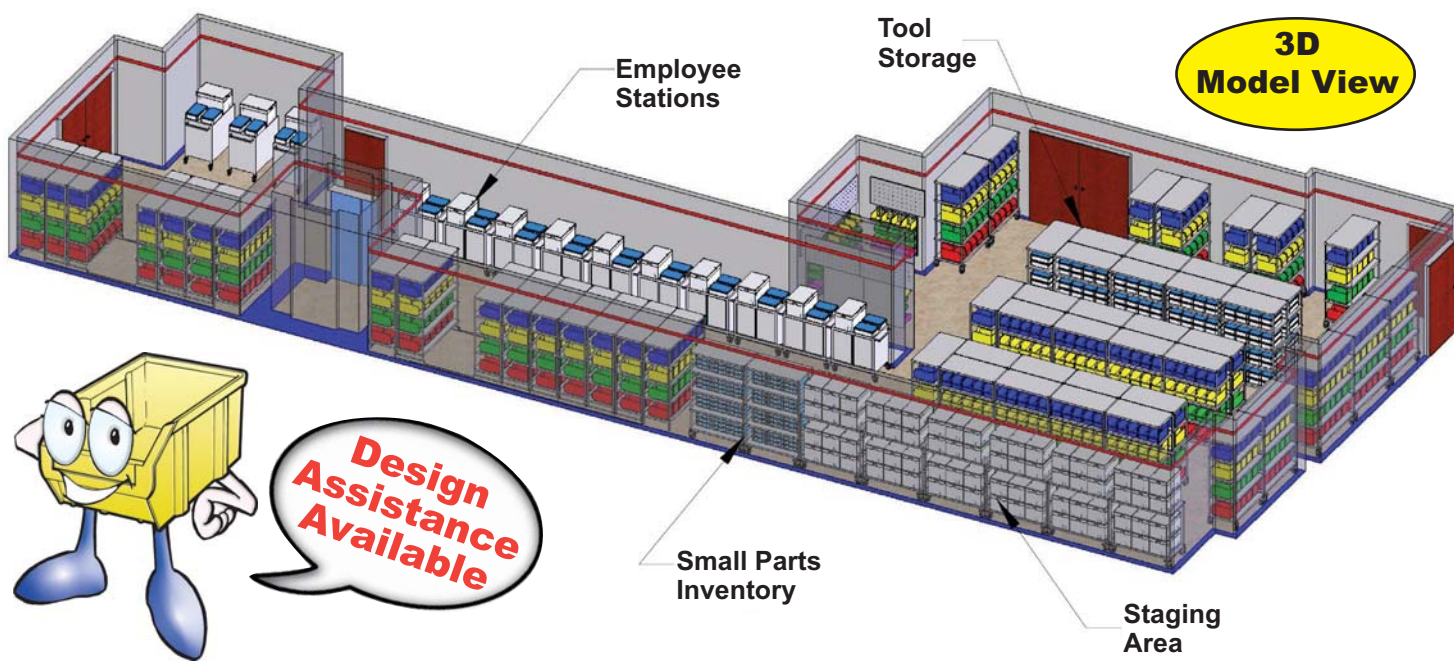 Tool
Storage
3D
Model View
Employee
Stations
Design
Assistance
Available
Small Parts
Inventory
Staging
Area